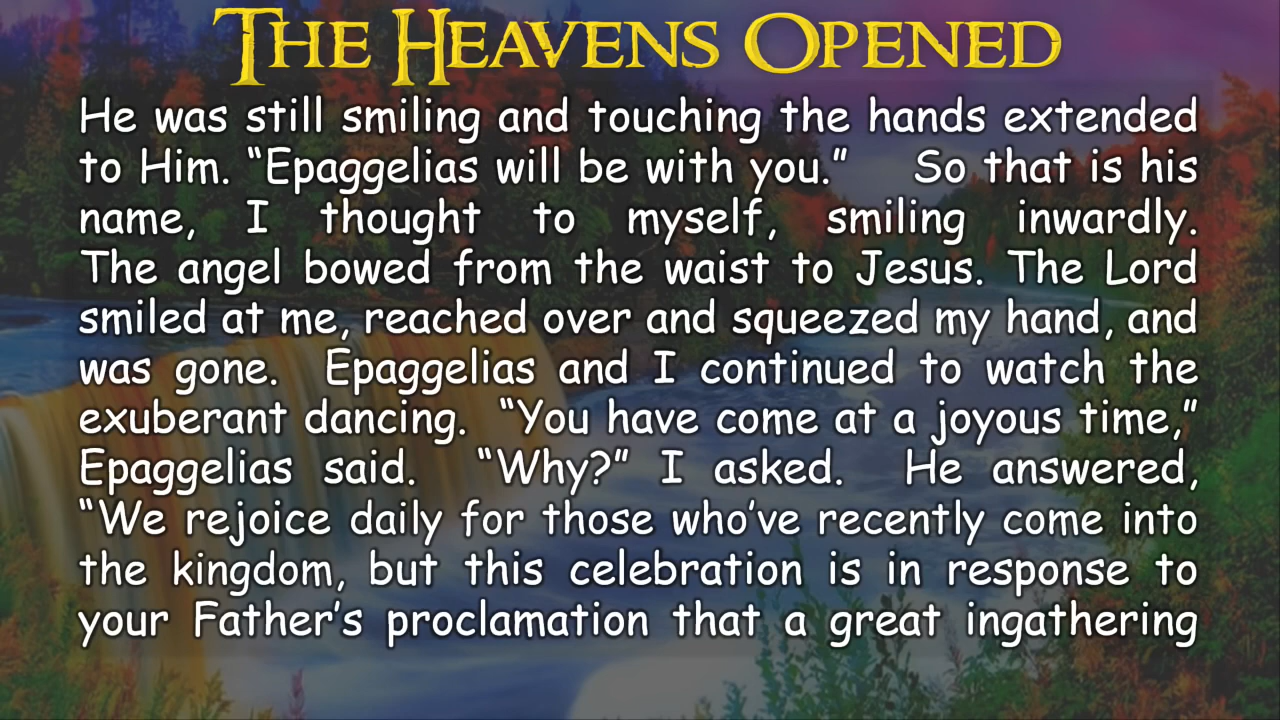 THE HEAVENS OPENED
He was still smiling and touching the hands extended
to Him. “Epaggelias will be with you.” So that is his
name, I thought to myself, smiling inwardly.
The angel bowed from the waist to Jesus. The Lord
smiled at me, reached over and squeezed my hand, and
was gone. Epaggelias and I continued to watch the
exuberant dancing. “You have come at a joyous time,”
Epaggelias said. “Why?” I asked. He answered,
“We rejoice daily for those who’ve recently come into
the kingdom, but this celebration is in response to
your Father’s proclamation that a great ingathering